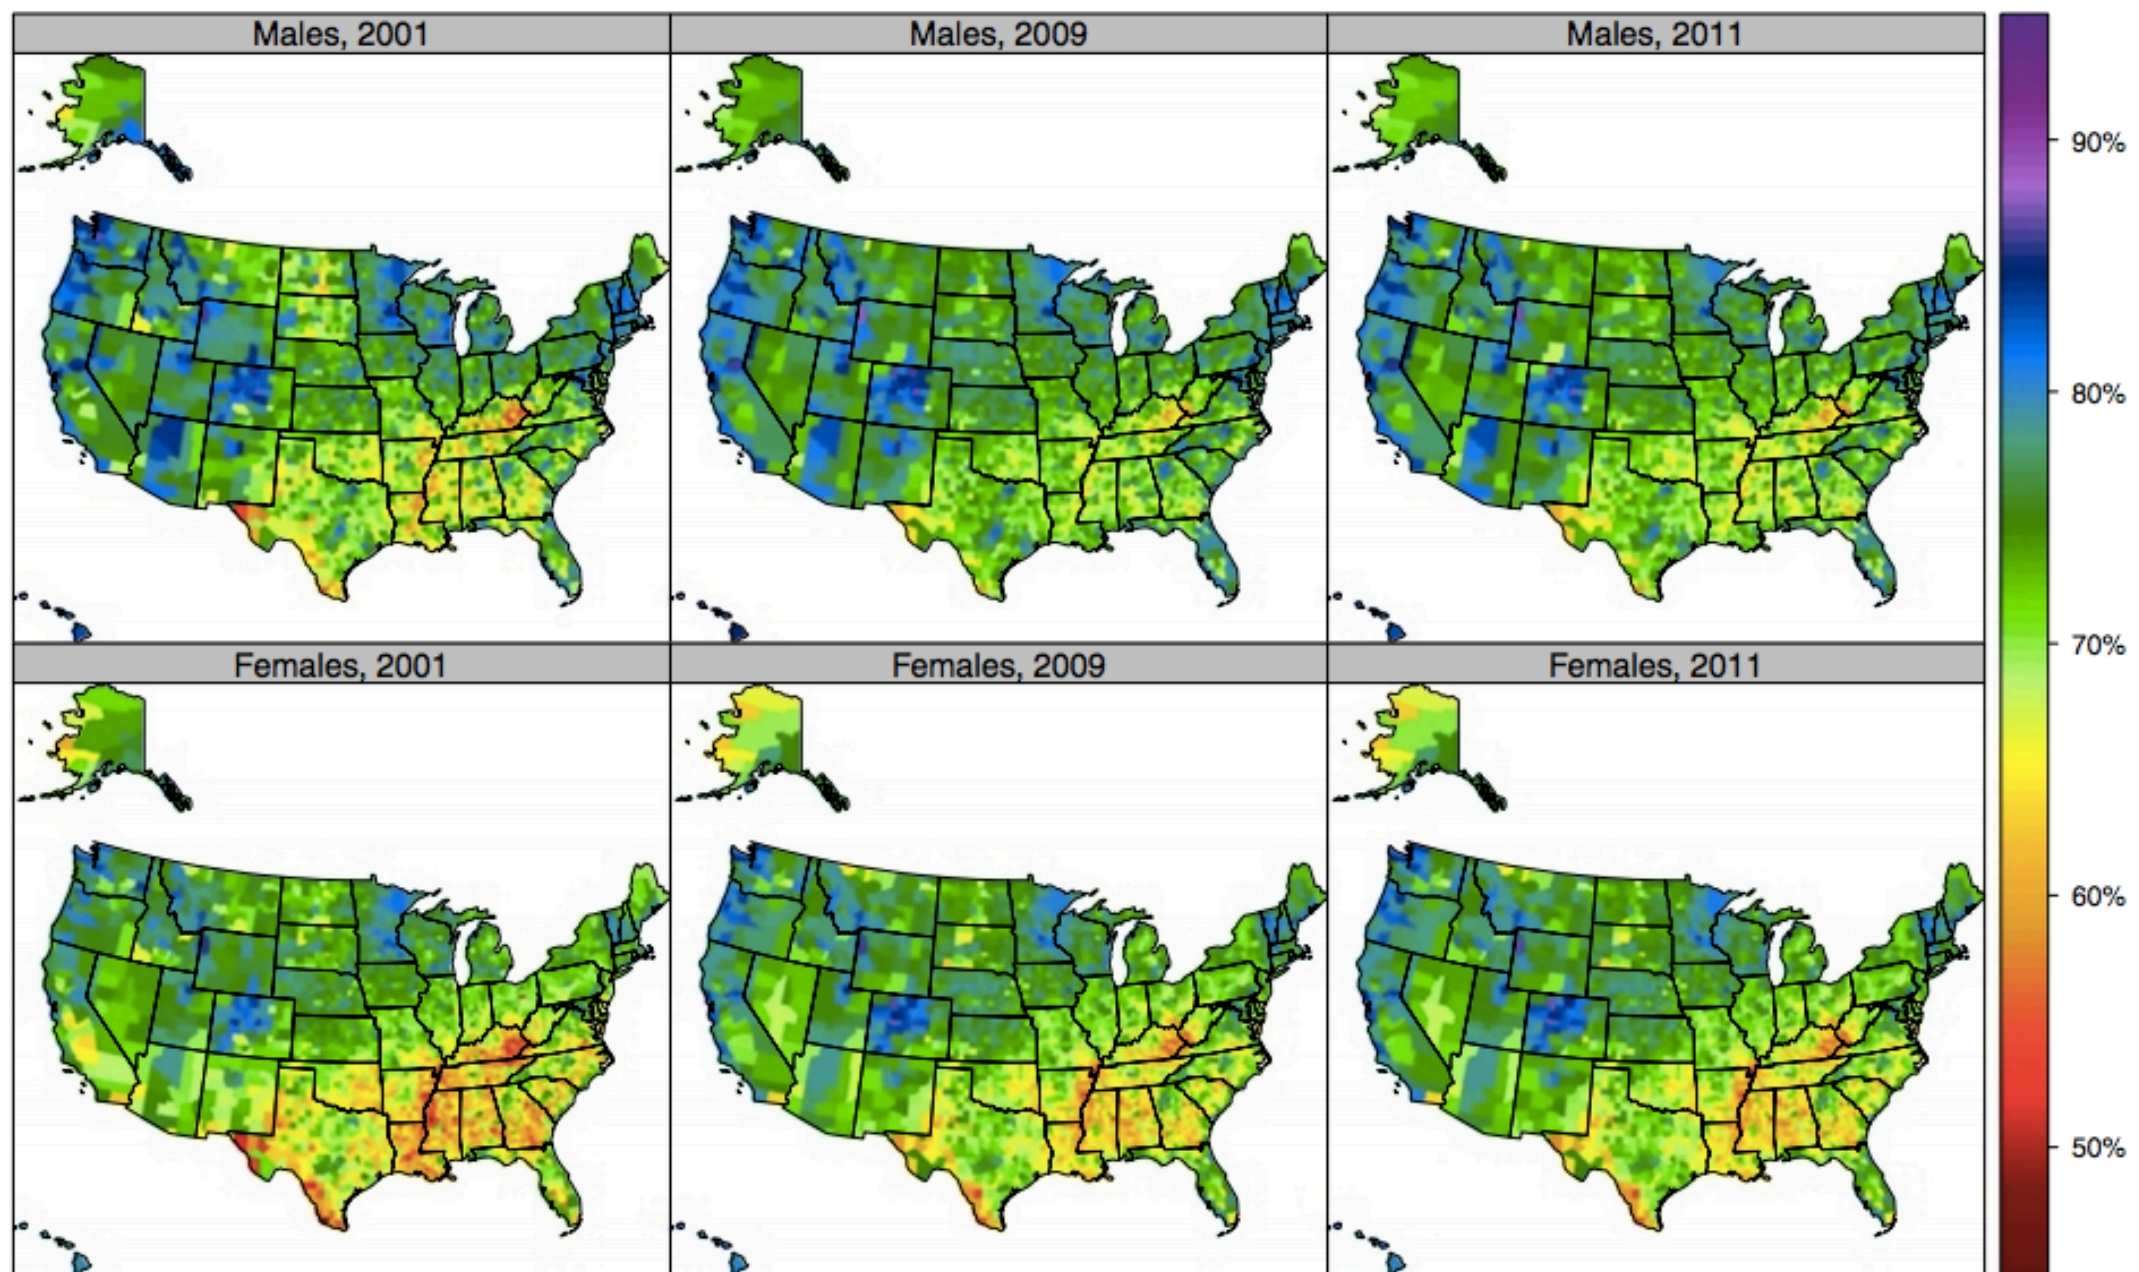 Males, 2001
Males, 2009
Males, 2011
90%
80%
70%
Females, 2001
Females, 2009
Females, 2011
60%
50%